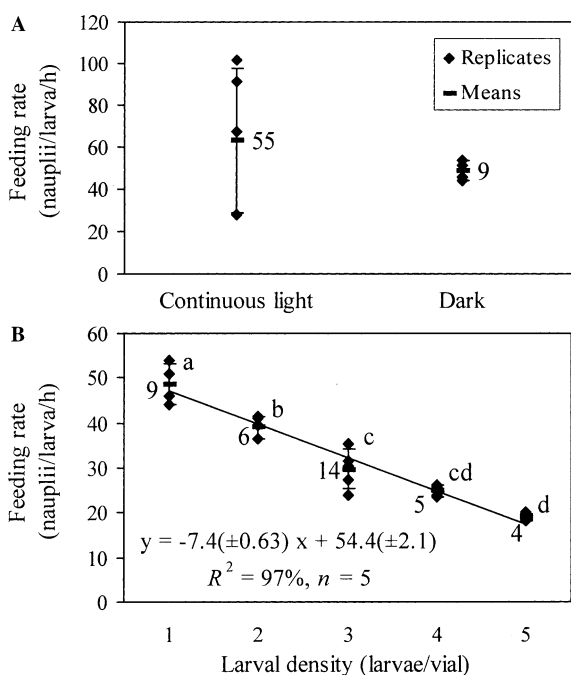 A
Feeding rate
(nauplii/larva/h)
120
100
80
60
40
20
0
Replicates
Means
55
9
Continuous light
Dark
B
Feeding rate
(nauplii/larva/h)
60
50
40
30
20
10
0
a
9
b
6
c
14
cd
5
d
4
y = -7.4(±0.63) x + 54.4(±2.1)
R² = 97%, n = 5
1 2 3 4 5
Larval density (larvae/vial)